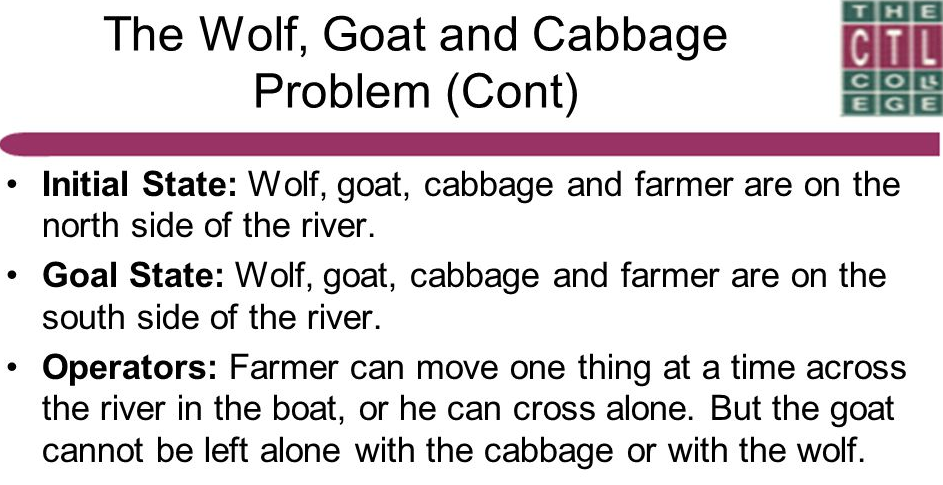 The Wolf, Goat and Cabbage
Problem (Cont)
THE
CTL
COLL
EGE
• Initial State: Wolf, goat, cabbage and farmer are on the
north side of the river.
• Goal State: Wolf, goat, cabbage and farmer are on the
south side of the river.
• Operators: Farmer can move one thing at a time across
the river in the boat, or he can cross alone. But the goat
cannot be left alone with the cabbage or with the wolf.